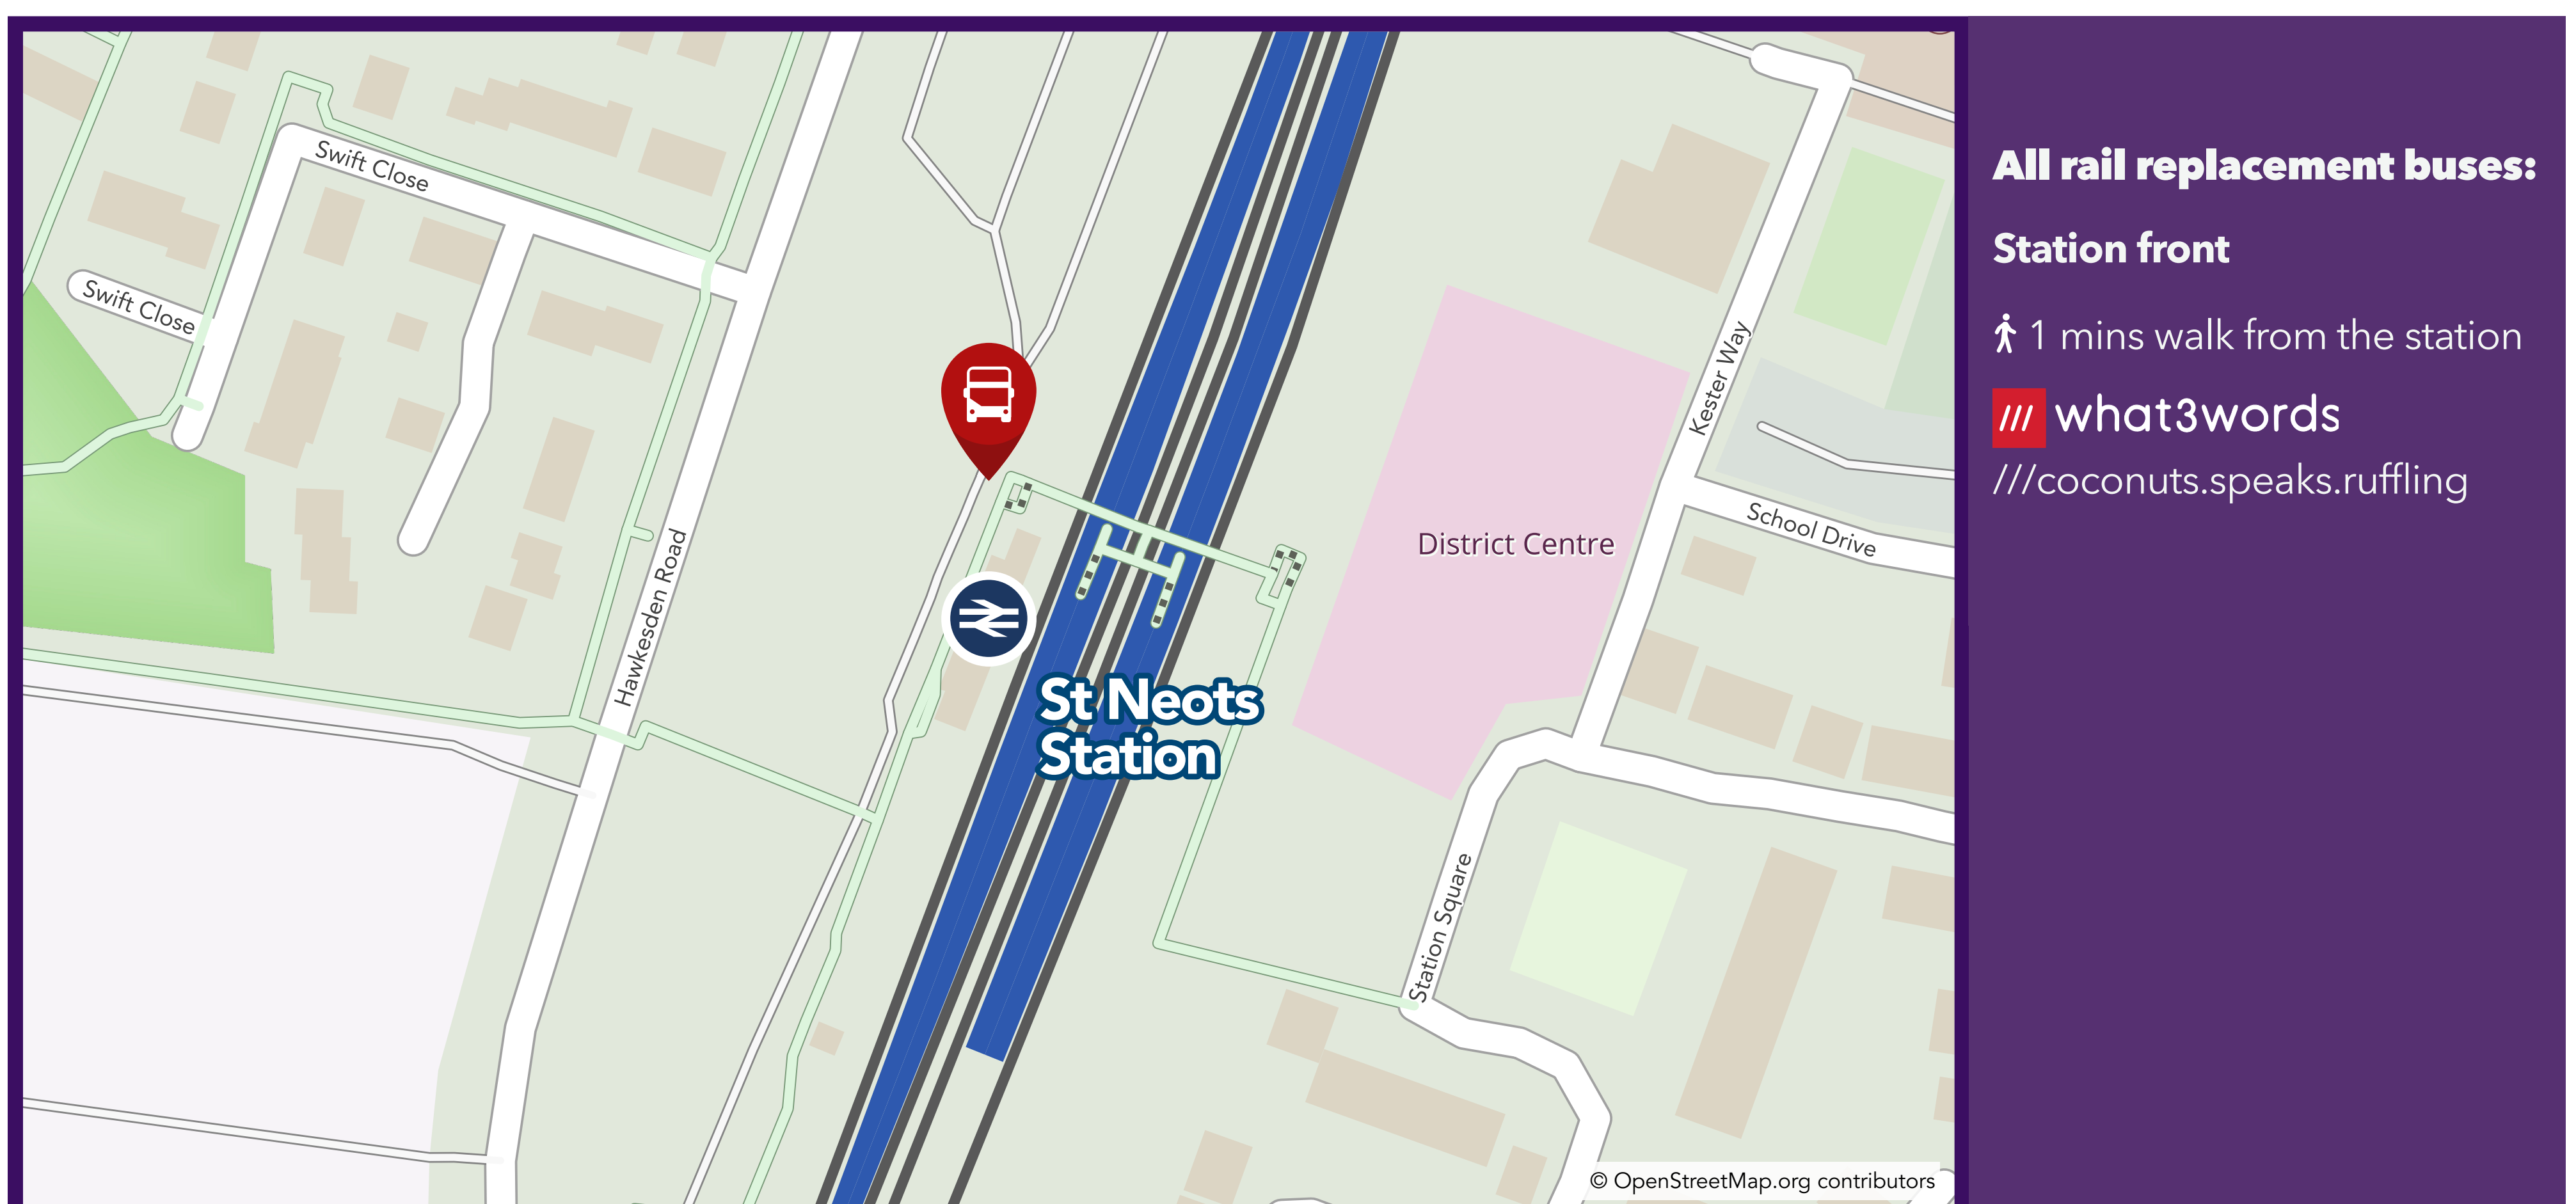 All rail replacement buses:
Station front
1 mins walk from the station
/// what3words
///coconuts.speaks.ruffling
Swift Close
Swift Close
Hawkesden Road
St Neots
Station
District Centre
Kester Way
School Drive
Station Square
© OpenStreetMap.org contributors